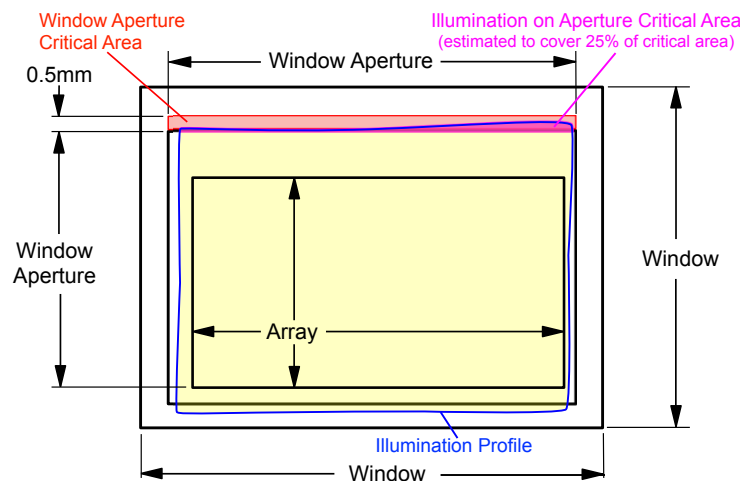 Window Aperture
Critical Area
Illumination on Aperture Critical Area
(estimated to cover 25% of critical area)
Window Aperture
0.5mm
Window
Aperture
Window
Array
Illumination Profile
Window